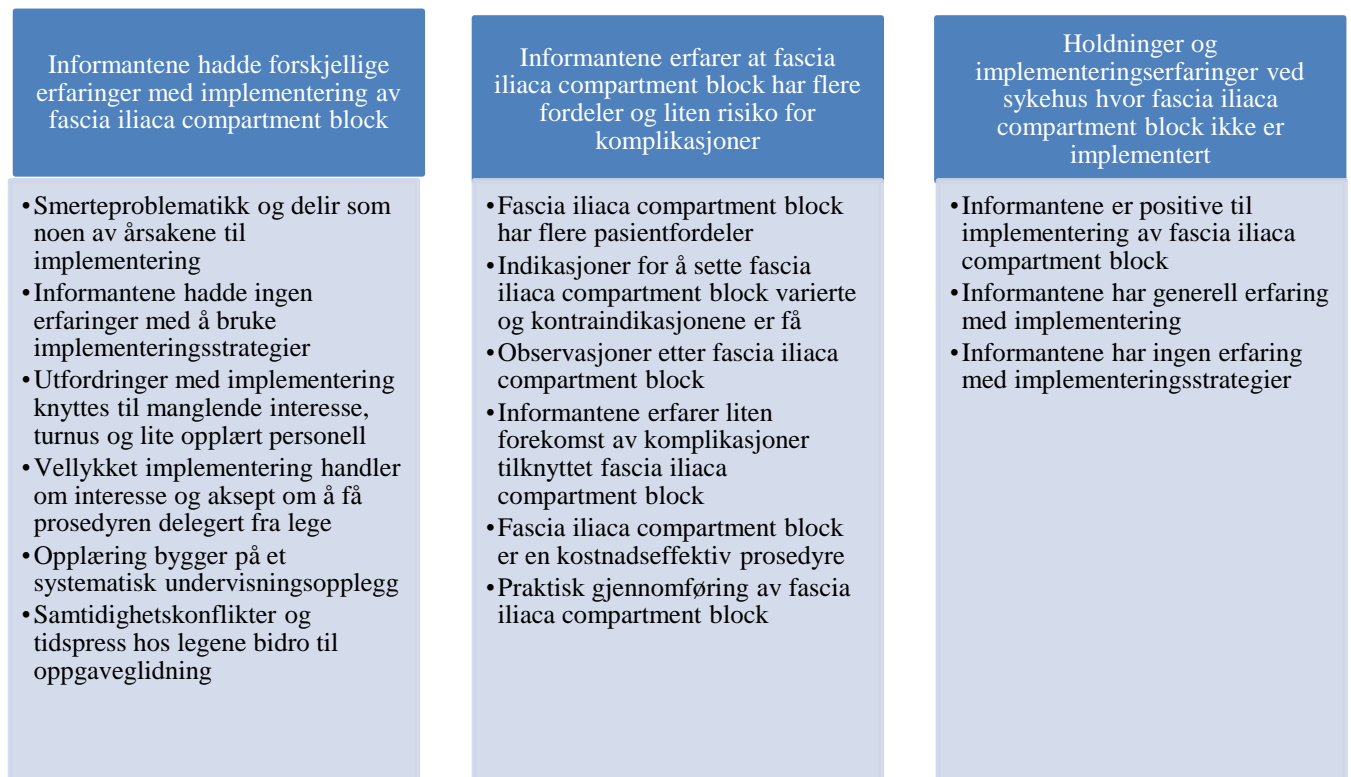 Informantene hadde forskjellige
erfaringer med implementering av
fascia iliaca compartment block
•Smerteproblematikk og delir som
noen av årsakene til
implementering
•Informantene hadde ingen
erfaringer med å bruke
implementeringsstrategier
•Utfordringer med implementering
knyttes til manglende interesse,
turnus og lite opplært personell
•Vellykket implementering handler
om interesse og aksept om å få
prosedyren delegert fra lege
•Opplæring bygger på et
systematisk undervisningsopplegg
•Samtidighetskonflikter og
tidspress hos legene bidro til
oppgaveglidning
Informantene erfarer at fascia
iliaca compartment block har flere
fordeler og liten risiko for
komplikasjoner
•Fascia iliaca compartment block
har flere pasientfordeler
•Indikasjoner for å sette fascia
iliaca compartment block varierte
og kontraindikasjonene er få
•Observasjoner etter fascia iliaca
compartment block
•Informantene erfarer liten
forekomst av komplikasjoner
tilknyttet fascia iliaca
compartment block
•Fascia iliaca compartment block
er en kostnadseffektiv prosedyre
•Praktisk gjennomføring av fascia
iliaca compartment block
Holdninger og
implementeringserfaringer ved
sykehus hvor fascia iliaca
compartment block ikke er
implementert
•Informantene er positive til
implementering av fascia iliaca
compartment block
•Informantene har generell erfaring
med implementering
•Informantene har ingen erfaring
med implementeringsstrategier